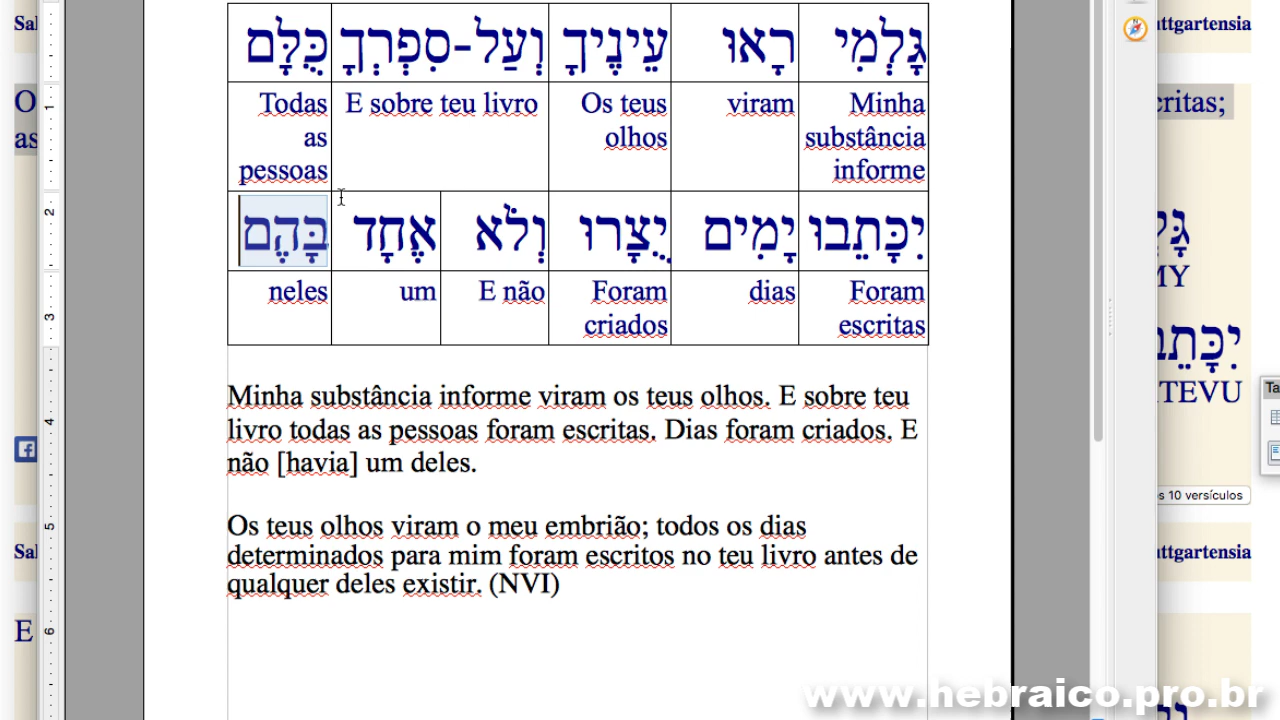 גָּלְמִי רָאוּ עֵינֶיךָ וְעַל-סִפְרְךָ כֻּלָּם
Minha substância informe viram Os teus olhos E sobre teu livro Todas as pessoas
יִכָּתֵבוּ יָמִים יֻצָּרוּ וְלֹא אֶחָד בָּהֶם
Foram escritas dias Foram criados E não um neles
Minha substância informe viram os teus olhos. E sobre teu
livro todas as pessoas foram escritas. Dias foram criados. E
não [havia] um deles.
Os teus olhos viram o meu embrião; todos os dias
determinados para mim foram escritos no teu livro antes de
qualquer deles existir. (NVI)
critas;
ttgartensia
MY
TEVU
s 10 versículos
ttgartensia
www.hebraico.pro.br